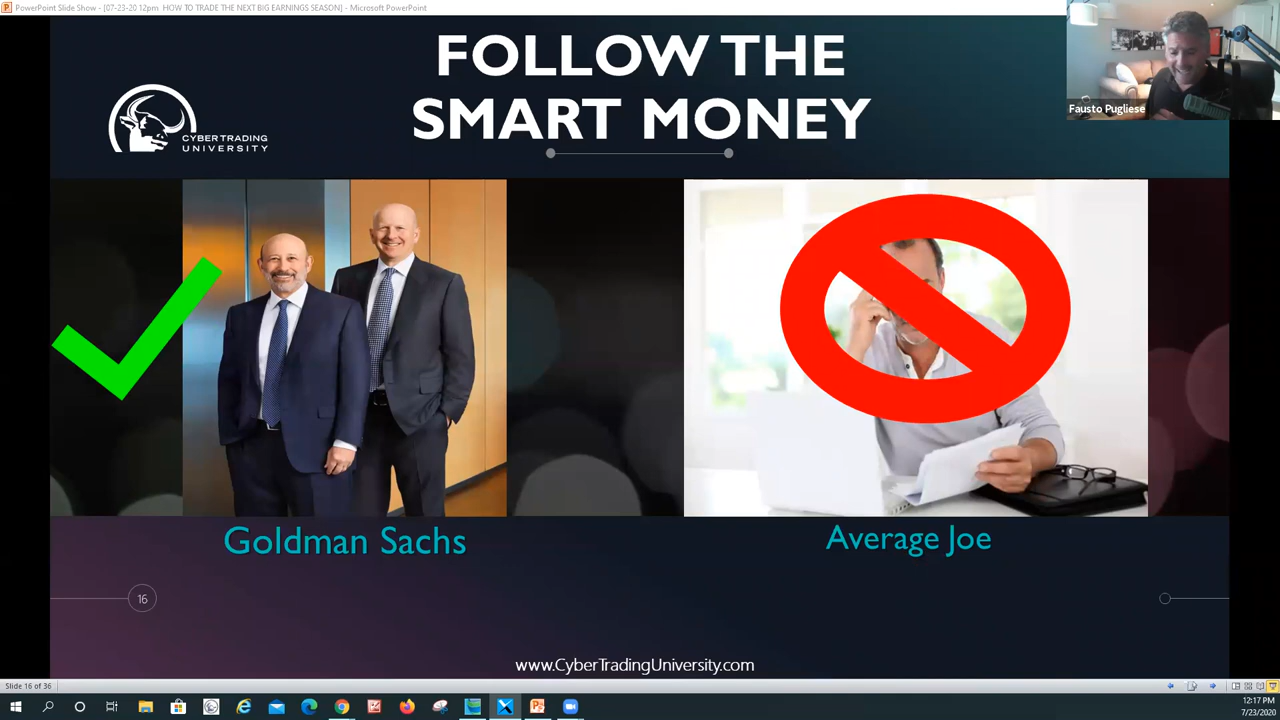 PowerPoint Slide Show - [07-23-20 12pm HOW TO TRADE THE NEXT BIG EARNINGS SEASON] - Microsoft PowerPoint
FOLLOW THE
SMART MONEY
CYBERTRADING
UNIVERSITY
Fausto Pugliese
Goldman Sachs
Average Joe
16
www.CyberTradingUniversity.com
Slide 16 of 36
12:17 PM
7/23/2020